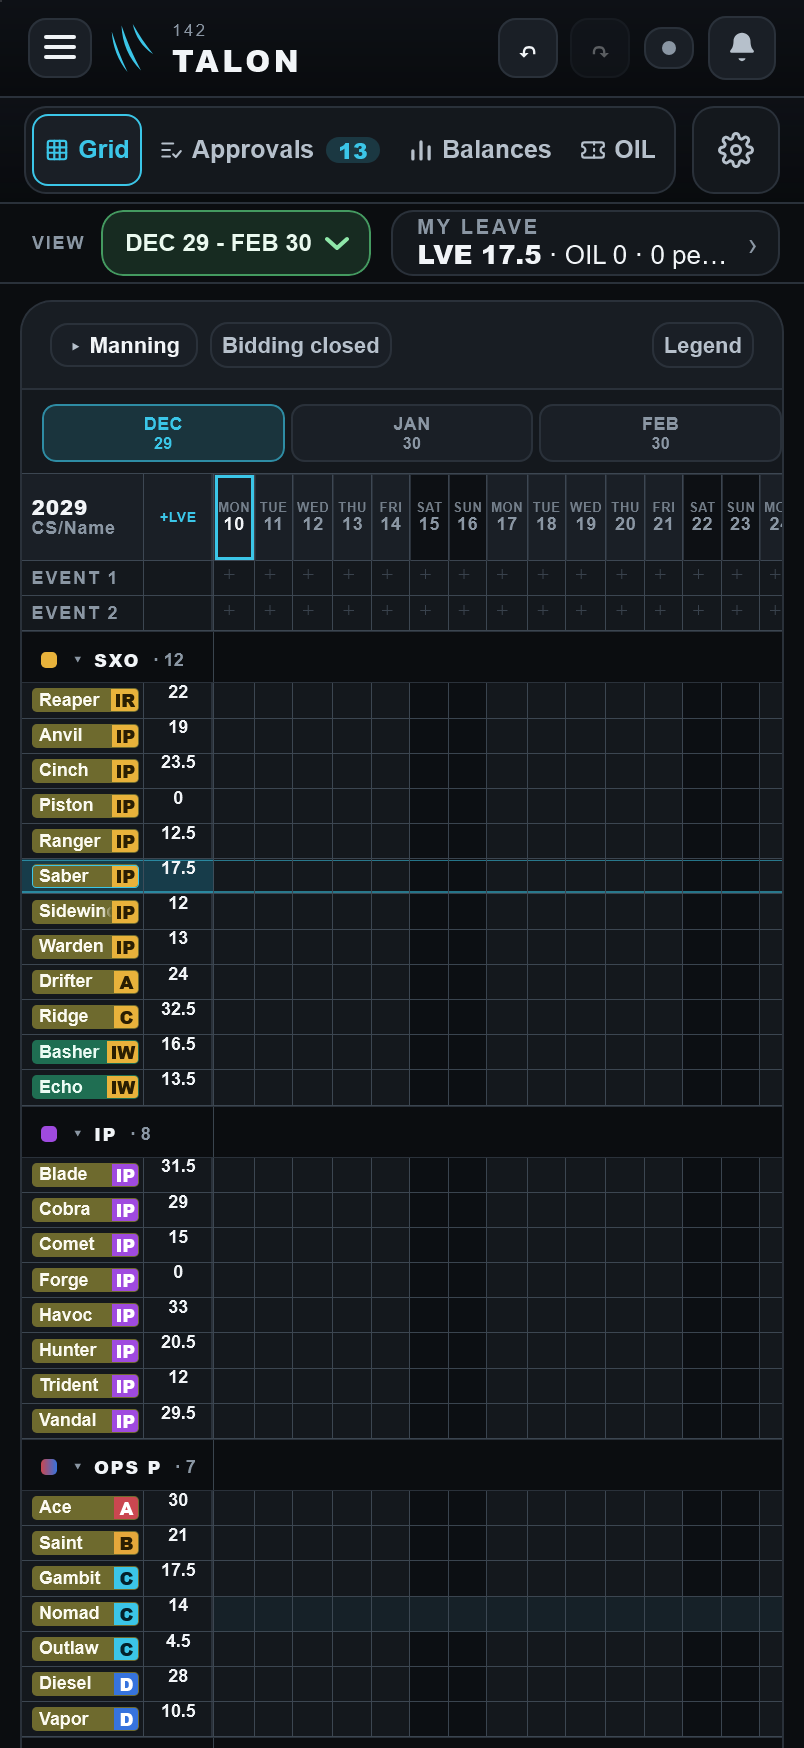 142
TALON
Grid
Approvals 13
Balances
OIL
VIEW
DEC 29 - FEB 30
MY LEAVE
LVE 17.5 · OIL 0 · 0 pe…
Manning
Bidding closed
Legend
DEC 29
JAN 30
FEB 30
2029
CS/Name
+LVE
MON 10
TUE 11
WED 12
THU 13
FRI 14
SAT 15
SUN 16
MON 17
TUE 18
WED 19
THU 20
FRI 21
SAT 22
SUN 23
EVENT 1 + + + + + + + + + + + + + + +
EVENT 2 + + + + + + + + + + + + + + +
SXO · 12
Reaper IR 22
Anvil IP 19
Cinch IP 23.5
Piston IP 0
Ranger IP 12.5
Saber IP 17.5
Sidewin IP 12
Warden IP 13
Drifter A 24
Ridge C 32.5
Basher IW 16.5
Echo IW 13.5
IP · 8
Blade IP 31.5
Cobra IP 29
Comet IP 15
Forge IP 0
Havoc IP 33
Hunter IP 20.5
Trident IP 12
Vandal IP 29.5
OPS P · 7
Ace A 30
Saint B 21
Gambit C 17.5
Nomad C 14
Outlaw C 4.5
Diesel D 28
Vapor D 10.5